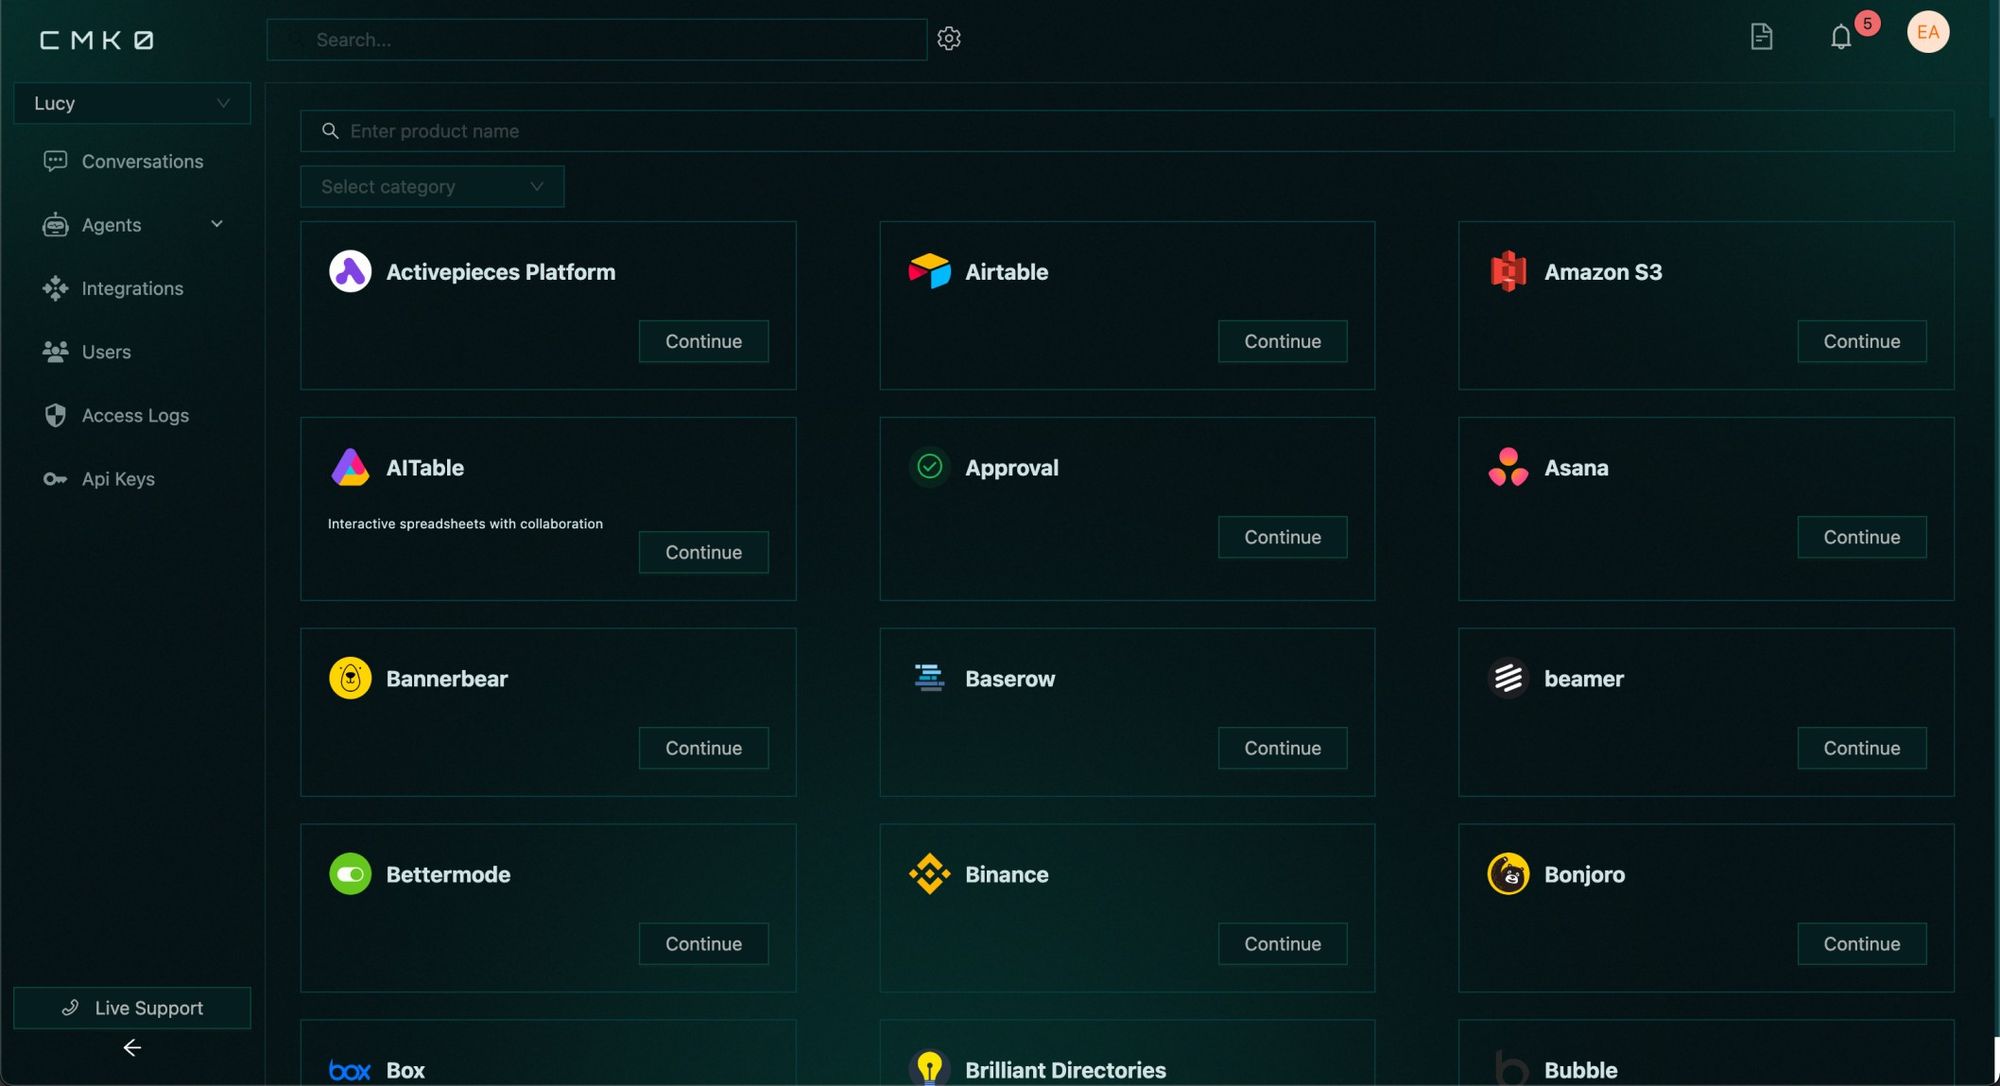 CMK0
Search...
5
EA
Lucy
Conversations
Agents
Integrations
Users
Access Logs
Api Keys
Live Support
Enter product name
Select category
Activepieces Platform
Continue
Airtable
Continue
Amazon S3
Continue
AITable
Interactive spreadsheets with collaboration
Continue
Approval
Continue
Asana
Continue
Bannerbear
Continue
Baserow
Continue
beamer
Continue
Bettermode
Continue
Binance
Continue
Bonjoro
Continue
box
Box
Brilliant Directories
b
Bubble